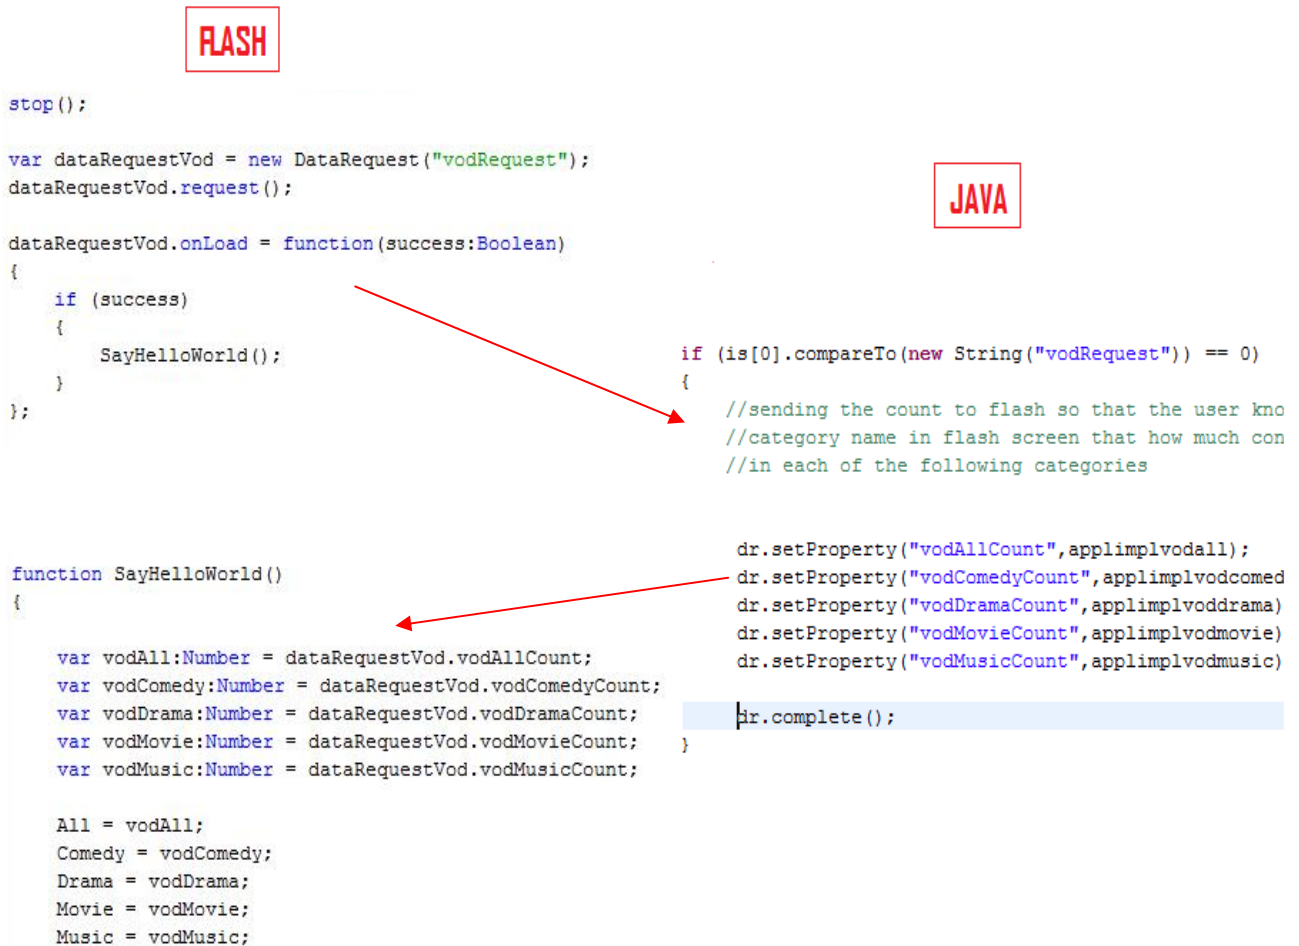 FLASH
stop();
var dataRequestVod = new DataRequest("vodRequest");
dataRequestVod.request();
dataRequestVod.onLoad = function(success:Boolean)
{
if (success)
{
SayHelloWorld();
}
};
function SayHelloWorld()
{
var vodAll:Number = dataRequestVod.vodAllCount;
var vodComedy:Number = dataRequestVod.vodComedyCount;
var vodDrama:Number = dataRequestVod.vodDramaCount;
var vodMovie:Number = dataRequestVod.vodMovieCount;
var vodMusic:Number = dataRequestVod.vodMusicCount;
All = vodAll;
Comedy = vodComedy;
Drama = vodDrama;
Movie = vodMovie;
Music = vodMusic;
JAVA
if (is[0].compareTo(new String("vodRequest")) == 0)
{
//sending the count to flash so that the user kno
//category name in flash screen that how much con
//in each of the following categories
dr.setProperty("vodAllCount",applimplvodall);
dr.setProperty("vodComedyCount",applimplvodcomed
dr.setProperty("vodDramaCount",applimplvoddrama)
dr.setProperty("vodMovieCount",applimplvodmovie)
dr.setProperty("vodMusicCount",applimplvodmusic)
dr.complete();
}